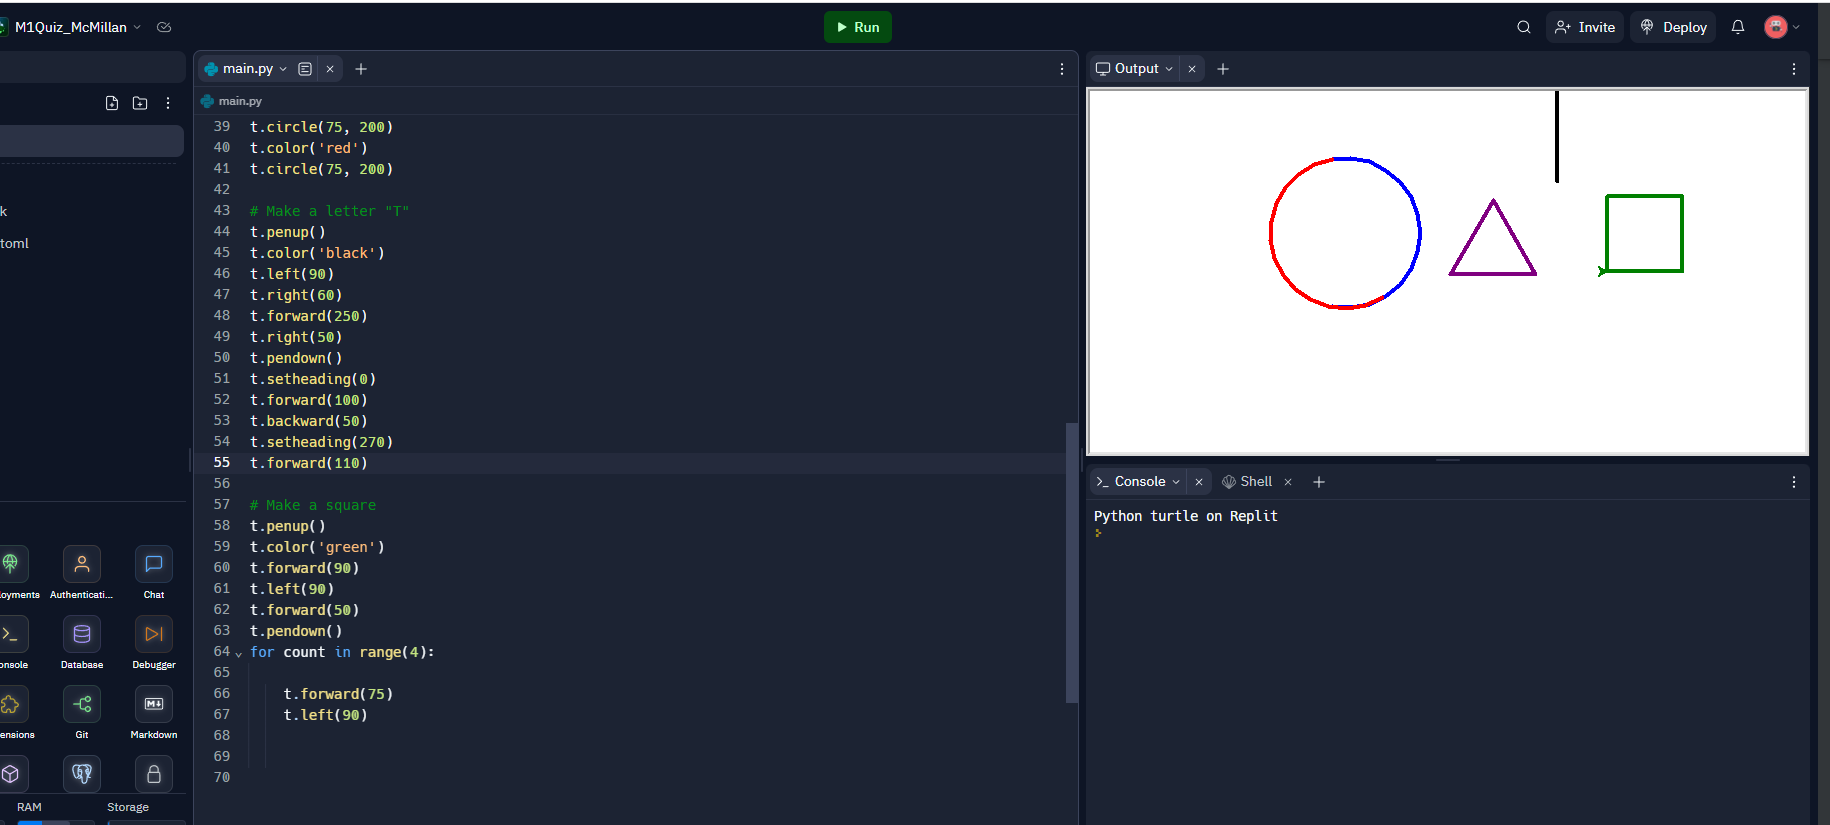 M1Quiz_McMillan
Run
Invite
Deploy
main.py
Output
main.py
k
toml
39 t.circle(75, 200)
40 t.color('red')
41 t.circle(75, 200)
42
43 # Make a letter "T"
44 t.penup()
45 t.color('black')
46 t.left(90)
47 t.right(60)
48 t.forward(250)
49 t.right(50)
50 t.pendown()
51 t.setheading(0)
52 t.forward(100)
53 t.backward(50)
54 t.setheading(270)
55 t.forward(110)
56
57 # Make a square
58 t.penup()
59 t.color('green')
60 t.forward(90)
61 t.left(90)
62 t.forward(50)
63 t.pendown()
64 for count in range(4):
65
66 t.forward(75)
67 t.left(90)
68
69
70
Console
Shell
Python turtle on Replit
oyments Authenticati... Chat
onsole Database Debugger
ensions Git Markdown
RAM Storage